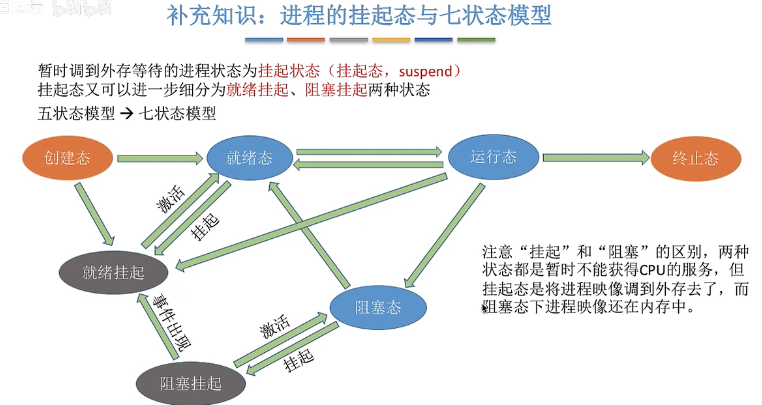 补充知识：进程的挂起态与七状态模型
暂时调到外存等待的进程状态为挂起状态（挂起态，suspend）
挂起态又可以进一步细分为就绪挂起、阻塞挂起两种状态
五状态模型→七状态模型
创建态
就绪态
运行态
终止态
激活
挂起
就绪挂起
注意“挂起”和“阻塞”的区别，两种
状态都是暂时不能获得CPU的服务，但
挂起态是将进程映像调到外存去了，而
阻塞态下进程映像还在内存中。
阻塞态
事件出现
激活
挂起
阻塞挂起